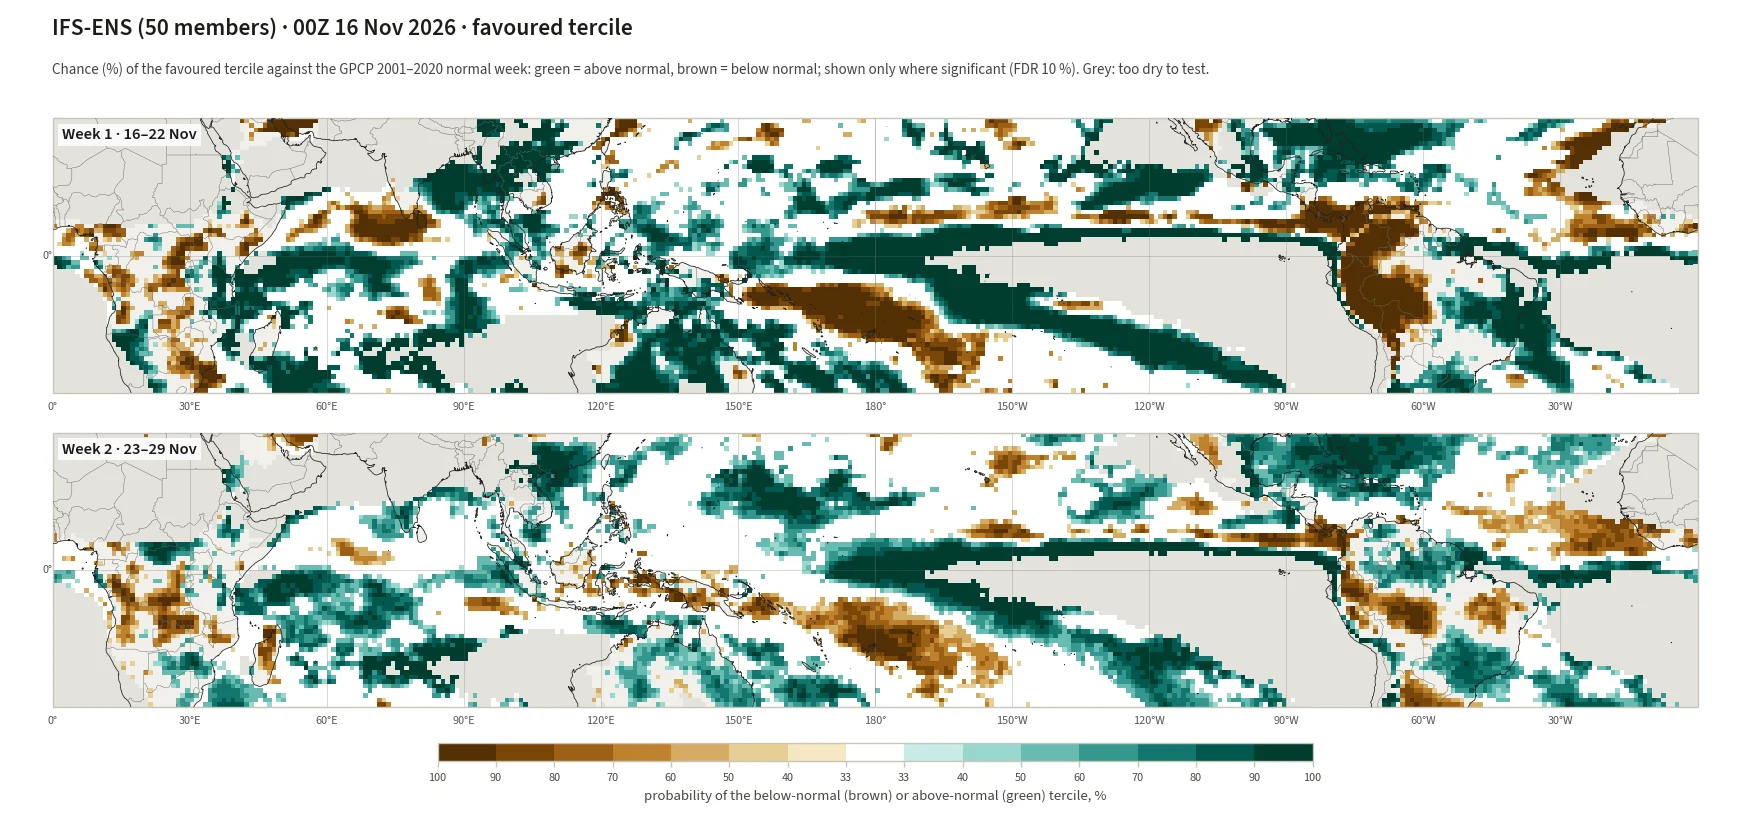 IFS-ENS (50 members) · 00Z 16 Nov 2026 · favoured tercile
Chance (%) of the favoured tercile against the GPCP 2001–2020 normal week: green = above normal, brown = below normal; shown only where significant (FDR 10 %). Grey: too dry to test.
Week 1 · 16–22 Nov
0°
0° 30°E 60°E 90°E 120°E 150°E 180° 150°W 120°W 90°W 60°W 30°W
Week 2 · 23–29 Nov
0°
0° 30°E 60°E 90°E 120°E 150°E 180° 150°W 120°W 90°W 60°W 30°W
100 90 80 70 60 50 40 33 33 40 50 60 70 80 90 100
probability of the below-normal (brown) or above-normal (green) tercile, %